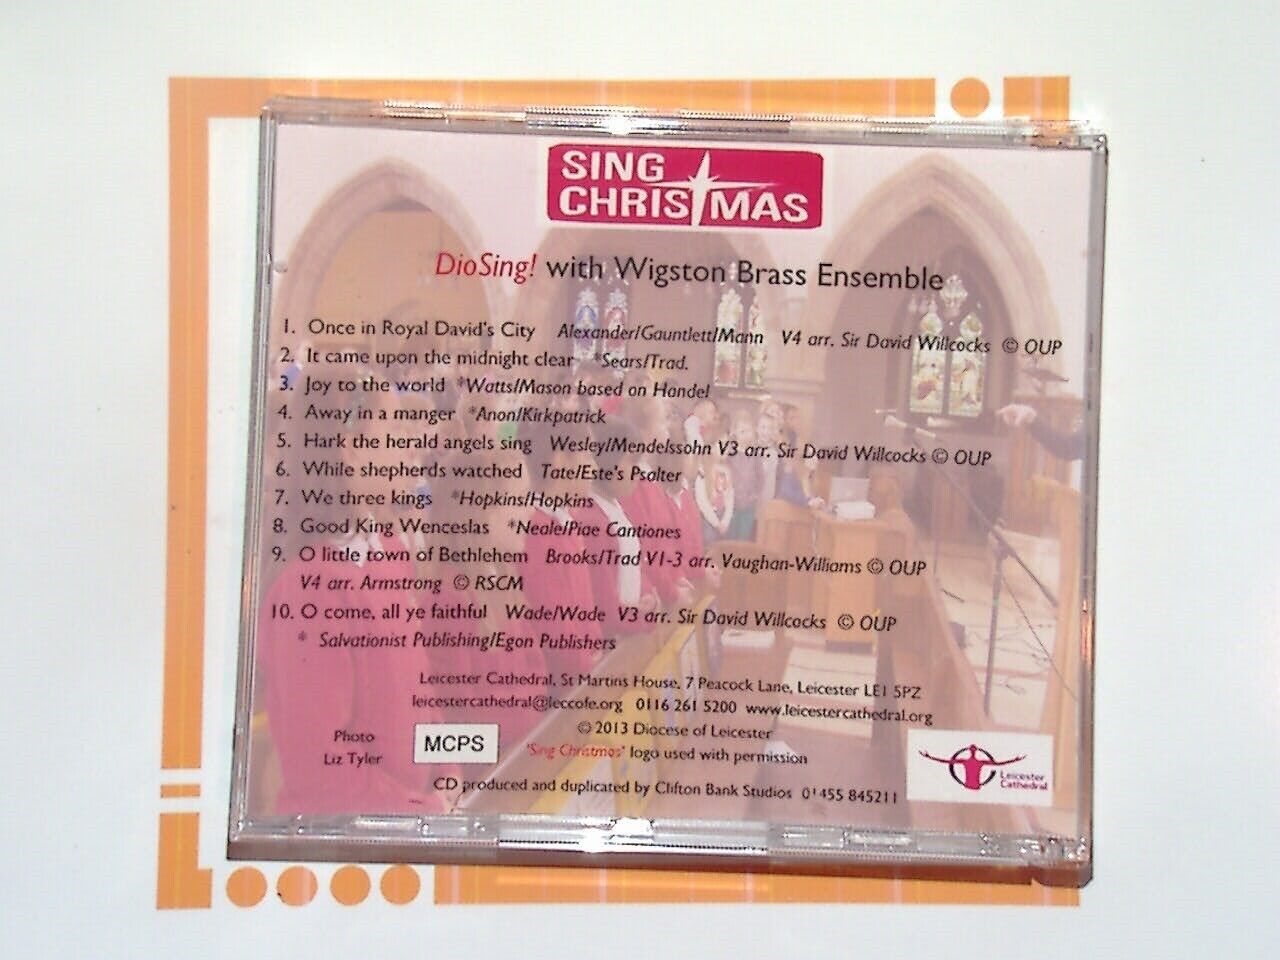 SING
CHRISTMAS
DioSing! with Wigston Brass Ensemble
1. Once in Royal David's City Alexander/Gauntlett/Mann V4 arr. Sir David Willcocks © OUP
2. It came upon the midnight clear *Sears/Trad.
3. Joy to the world *Watts/Mason based on Handel
4. Away in a manger *Anon/Kirkpatrick
5. Hark the herald angels sing Wesley/Mendelssohn V3 arr. Sir David Willcocks © OUP
6. While shepherds watched Tate/Este's Psalter
7. We three kings *Hopkins/Hopkins
8. Good King Wenceslas *Neale/Piae Cantiones
9. O little town of Bethlehem Brooks/Trad V1-3 arr. Vaughan-Williams © OUP
V4 arr. Armstrong © RSCM
10. O come, all ye faithful Wade/Wade V3 arr. Sir David Willcocks © OUP
* Salvationist Publishing/Egon Publishers
Leicester Cathedral, St Martins House, 7 Peacock Lane, Leicester LE1 5PZ
leicestercathedral@leccofe.org 0116 261 5200 www.leicestercathedral.org
© 2013 Diocese of Leicester
'Sing Christmas' logo used with permission
Photo
Liz Tyler
MCPS
Leicester
Cathedral
CD produced and duplicated by Clifton Bank Studios 01455 845211